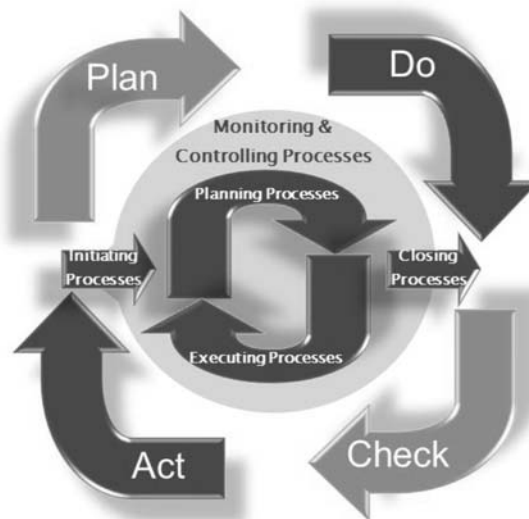 Plan
Do
Monitoring &
Controlling Processes
Planning Processes
Initiating
Processes
Closing
Processes
Executing Processes
Act
Check